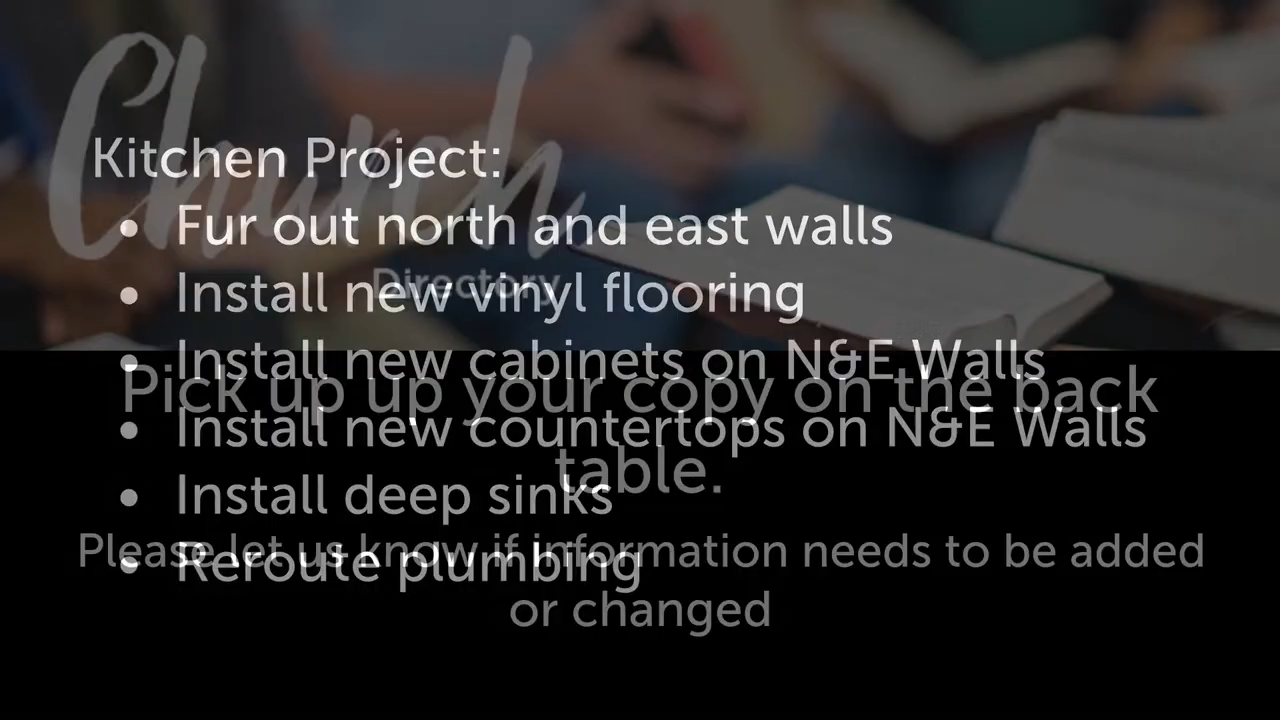 Church
Directory
Pick up up your copy on the back
table.
Please let us know if information needs to be added
or changed
Kitchen Project:
• Fur out north and east walls
• Install new vinyl flooring
• Install new cabinets on N&E Walls
• Install new countertops on N&E Walls
• Install deep sinks
• Reroute plumbing